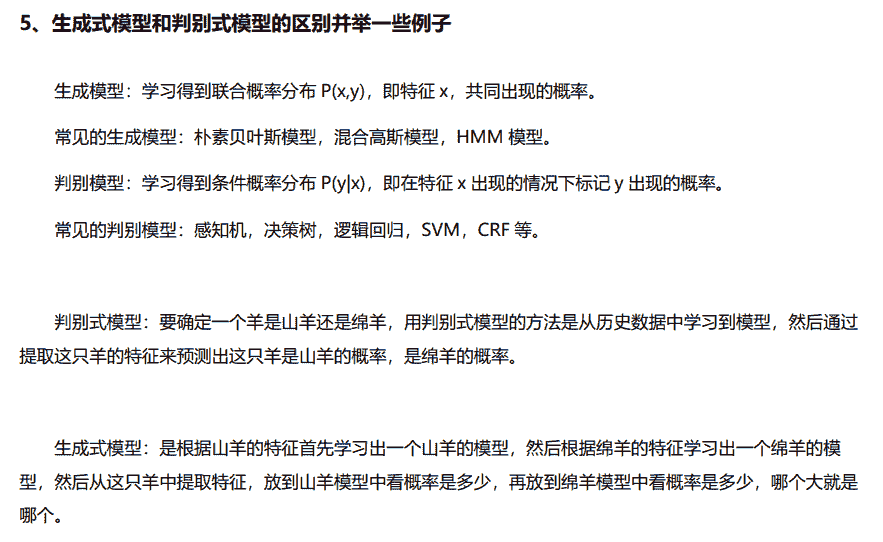 5、生成式模型和判别式模型的区别并举一些例子
生成模型：学习得到联合概率分布 P(x,y)，即特征 x，共同出现的概率。
常见的生成模型：朴素贝叶斯模型，混合高斯模型，HMM 模型。
判别模型：学习得到条件概率分布 P(y|x)，即在特征 x 出现的情况下标记 y 出现的概率。
常见的判别模型：感知机，决策树，逻辑回归，SVM，CRF 等。
判别式模型：要确定一个羊是山羊还是绵羊，用判别式模型的方法是从历史数据中学习到模型，然后通过
提取这只羊的特征来预测出这只羊是山羊的概率，是绵羊的概率。
生成式模型：是根据山羊的特征首先学习出一个山羊的模型，然后根据绵羊的特征学习出一个绵羊的模
型，然后从这只羊中提取特征，放到山羊模型中看概率是多少，再放到绵羊模型中看概率是多少，哪个大就是
哪个。